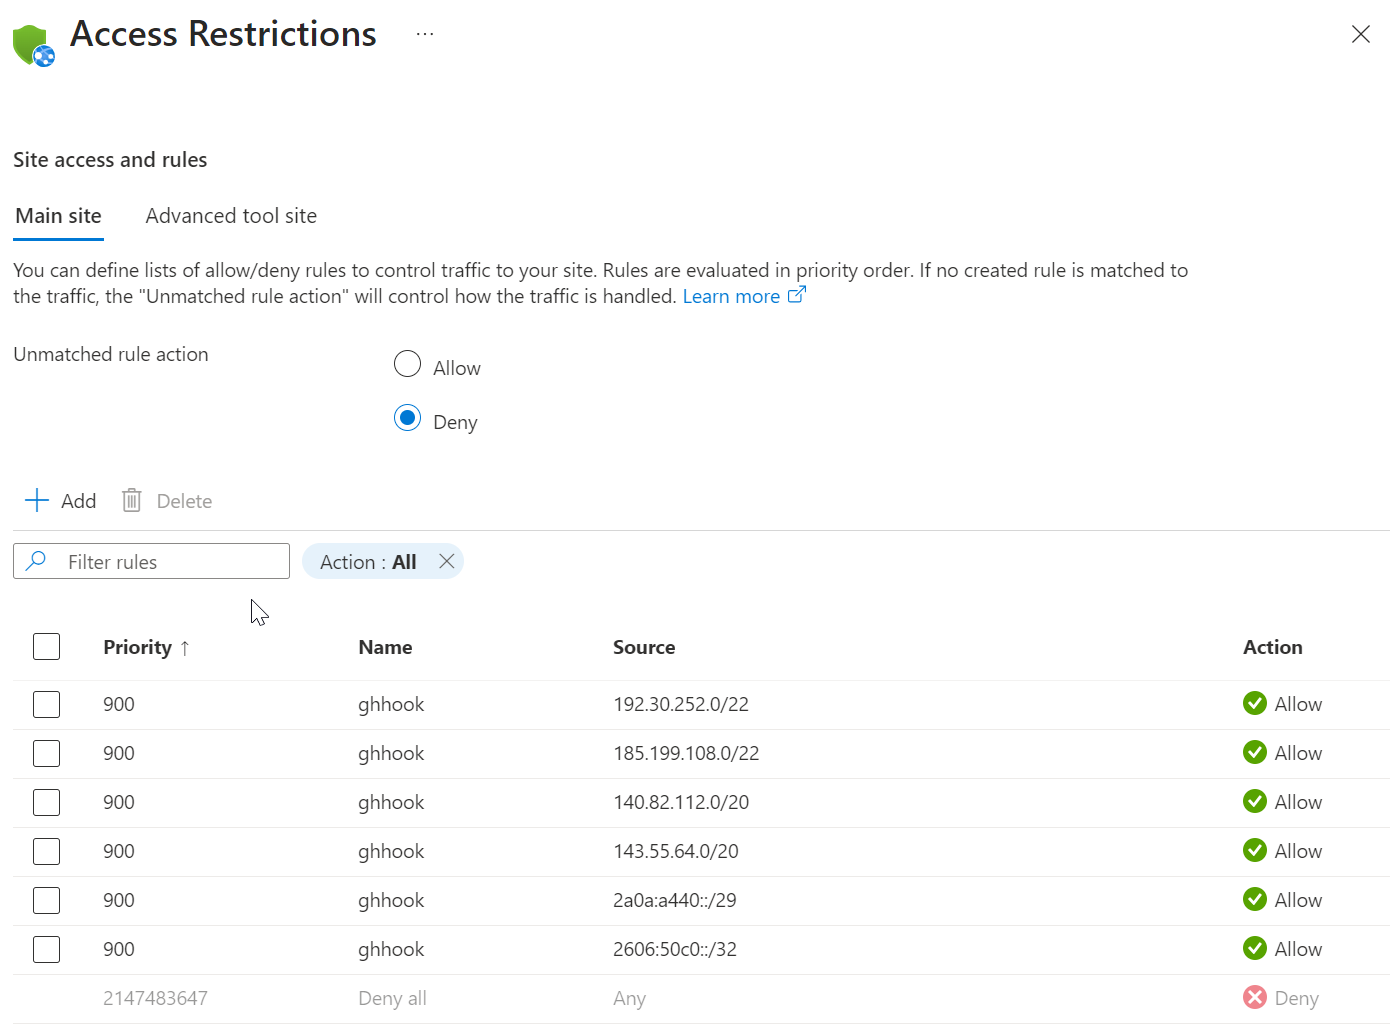 Access Restrictions ...
Site access and rules
Main site Advanced tool site
You can define lists of allow/deny rules to control traffic to your site. Rules are evaluated in priority order. If no created rule is matched to
the traffic, the "Unmatched rule action" will control how the traffic is handled. Learn more
Unmatched rule action
Allow
Deny
Add Delete
Filter rules Action : All
Priority ↑ Name Source Action
900 ghhook 192.30.252.0/22 Allow
900 ghhook 185.199.108.0/22 Allow
900 ghhook 140.82.112.0/20 Allow
900 ghhook 143.55.64.0/20 Allow
900 ghhook 2a0a:a440::/29 Allow
900 ghhook 2606:50c0::/32 Allow
2147483647 Deny all Any Deny